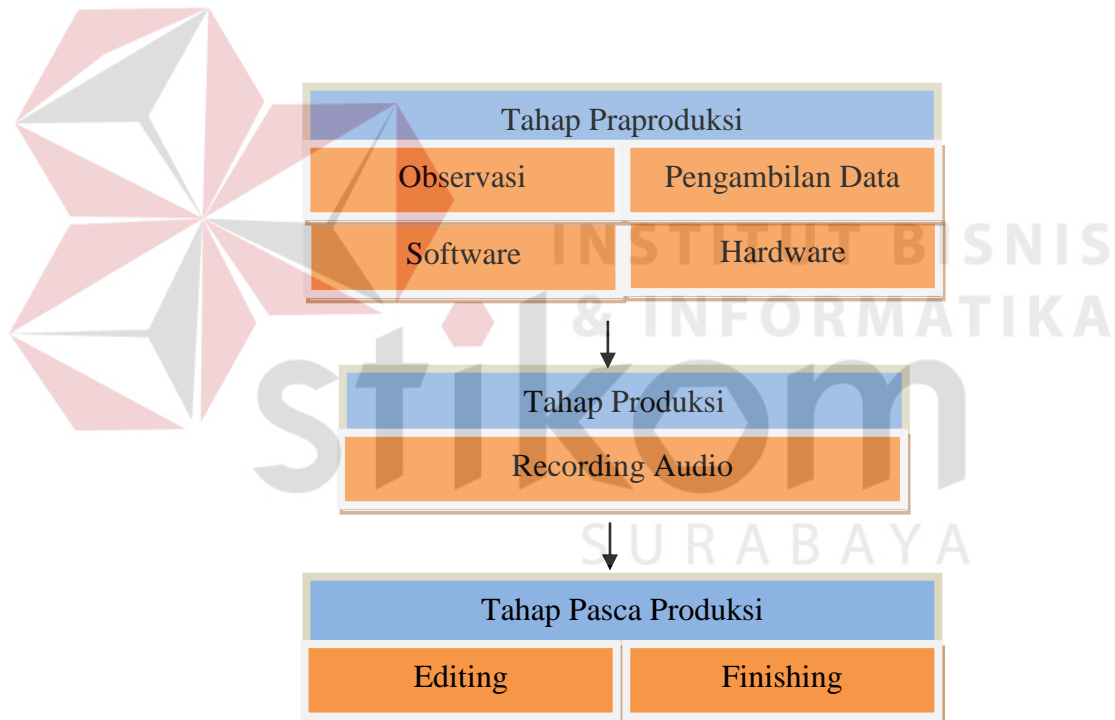 Tahap Praproduksi
Observasi
Pengambilan Data
Software
Hardware
INSTITUT BISNIS
& INFORMATIKA
Tahap Produksi
stikom
Recording Audio
SURABAYA
Tahap Pasca Produksi
Editing
Finishing